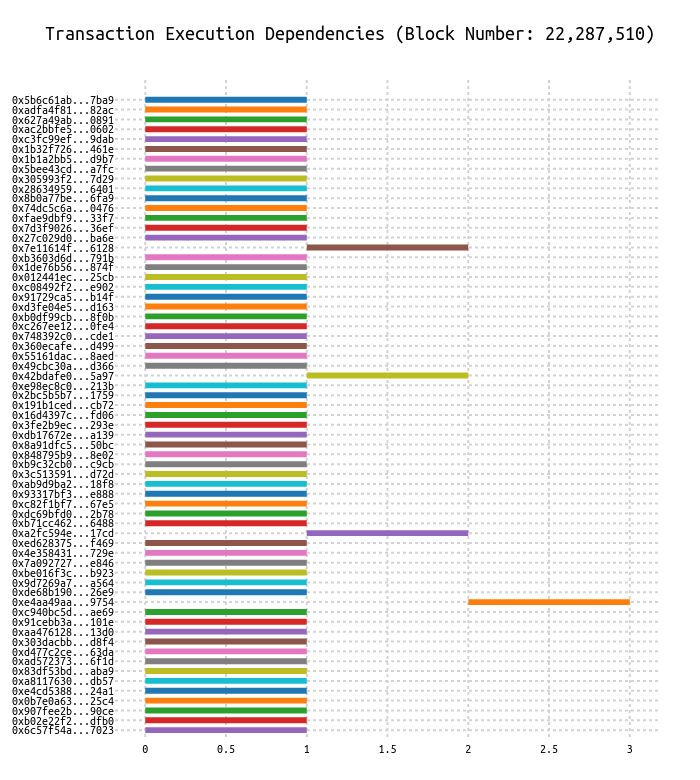 Transaction Execution Dependencies (Block Number: 22,287,510)
0x5b6c61ab...7ba9
0xadfa4f81...82ac
0x627a49ab...0891
0xac2bbfe5...0602
0xc3fc99ef...9dab
0x1b32f726...461e
0x1b1a2bb5...d9b7
0x5bee43cd...a7fc
0x305993f2...7d29
0x28634959...6401
0x8b0a77be...6fa9
0x74dc5c6a...0476
0xfae9dbf9...33f7
0x7d3f9026...36ef
0x27c029d0...ba6e
0x7e11614f...6128
0xb3603d6d...791b
0x1de76b56...874f
0x012441ec...25cb
0xc08492f2...e902
0x91729ca5...b14f
0xd3fe04e5...d163
0xb0df99cb...8f0b
0xc267ee12...0fe4
0x748392c0...cde1
0x360ecafe...d499
0x55161dac...8aed
0x49cbc30a...d366
0x42bdafe0...5a97
0xe98ec8c0...213b
0x2bc5b5b7...1759
0x191b1ced...cb72
0x16d4397c...fd06
0x3fe2b9ec...293e
0xdb17672e...a139
0x8a91dfc5...50bc
0x848795b9...8e02
0xb9c32cb0...c9cb
0x3c513591...d72d
0xab9d9ba2...18f8
0x93317bf3...e888
0xc82f1bf7...67e5
0xdc69bfd0...2b78
0xb71cc462...6488
0xa2fc594e...17cd
0xed628375...f469
0x4e358431...729e
0x7a092727...e846
0xbe016f3c...b923
0x9d7269a7...a564
0xde68b190...26e9
0xe4aa49aa...9754
0xc940bc5d...ae69
0x91cebb3a...101e
0xaa476128...13d0
0x303dacbb...d8f4
0xd477c2ce...63da
0xad572373...6f1d
0x83df53bd...aba9
0xa8117630...db57
0xe4cd5388...24a1
0x0b7e0a63...25c4
0x907fee2b...90ce
0xb02e22f2...dfb0
0x6c57f54a...7023
0 0.5 1 1.5 2 2.5 3